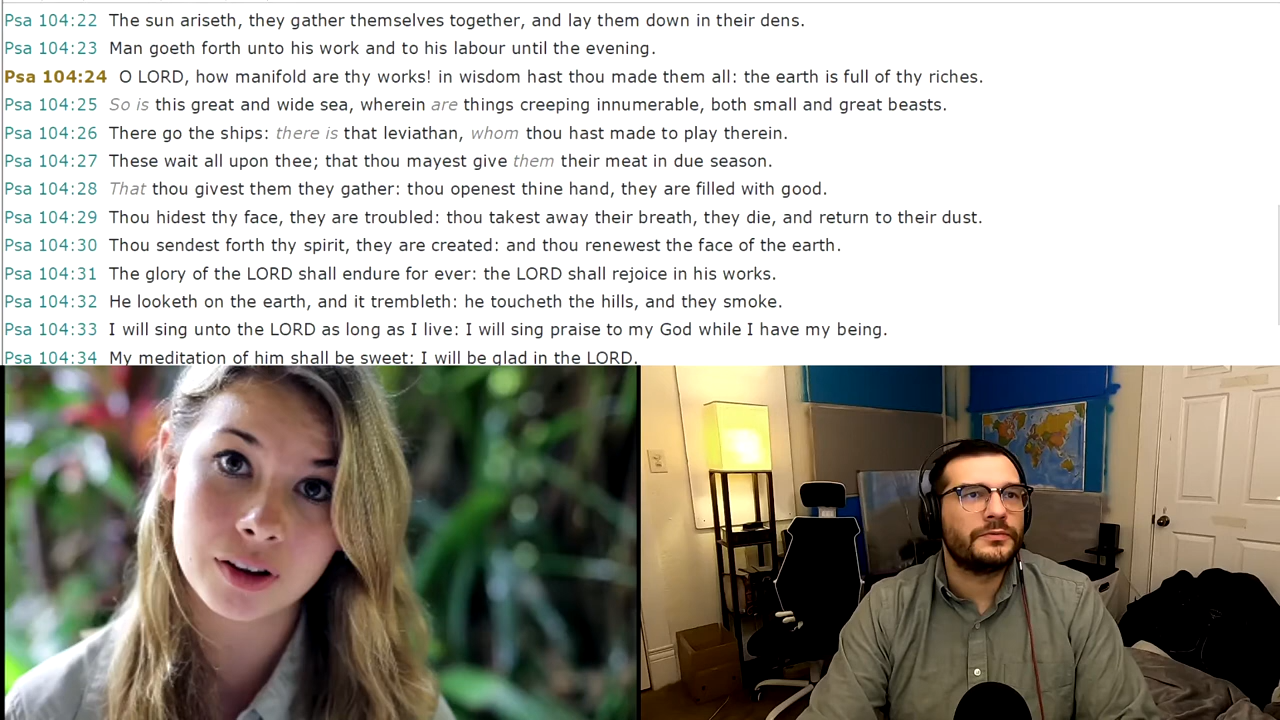 Psa 104:22 The sun ariseth, they gather themselves together, and lay them down in their dens.
Psa 104:23 Man goeth forth unto his work and to his labour until the evening.
Psa 104:24 O LORD, how manifold are thy works! in wisdom hast thou made them all: the earth is full of thy riches.
Psa 104:25 So is this great and wide sea, wherein are things creeping innumerable, both small and great beasts.
Psa 104:26 There go the ships: there is that leviathan, whom thou hast made to play therein.
Psa 104:27 These wait all upon thee; that thou mayest give them their meat in due season.
Psa 104:28 That thou givest them they gather: thou openest thine hand, they are filled with good.
Psa 104:29 Thou hidest thy face, they are troubled: thou takest away their breath, they die, and return to their dust.
Psa 104:30 Thou sendest forth thy spirit, they are created: and thou renewest the face of the earth.
Psa 104:31 The glory of the LORD shall endure for ever: the LORD shall rejoice in his works.
Psa 104:32 He looketh on the earth, and it trembleth: he toucheth the hills, and they smoke.
Psa 104:33 I will sing unto the LORD as long as I live: I will sing praise to my God while I have my being.
Psa 104:34 My meditation of him shall be sweet: I will be glad in the LORD.